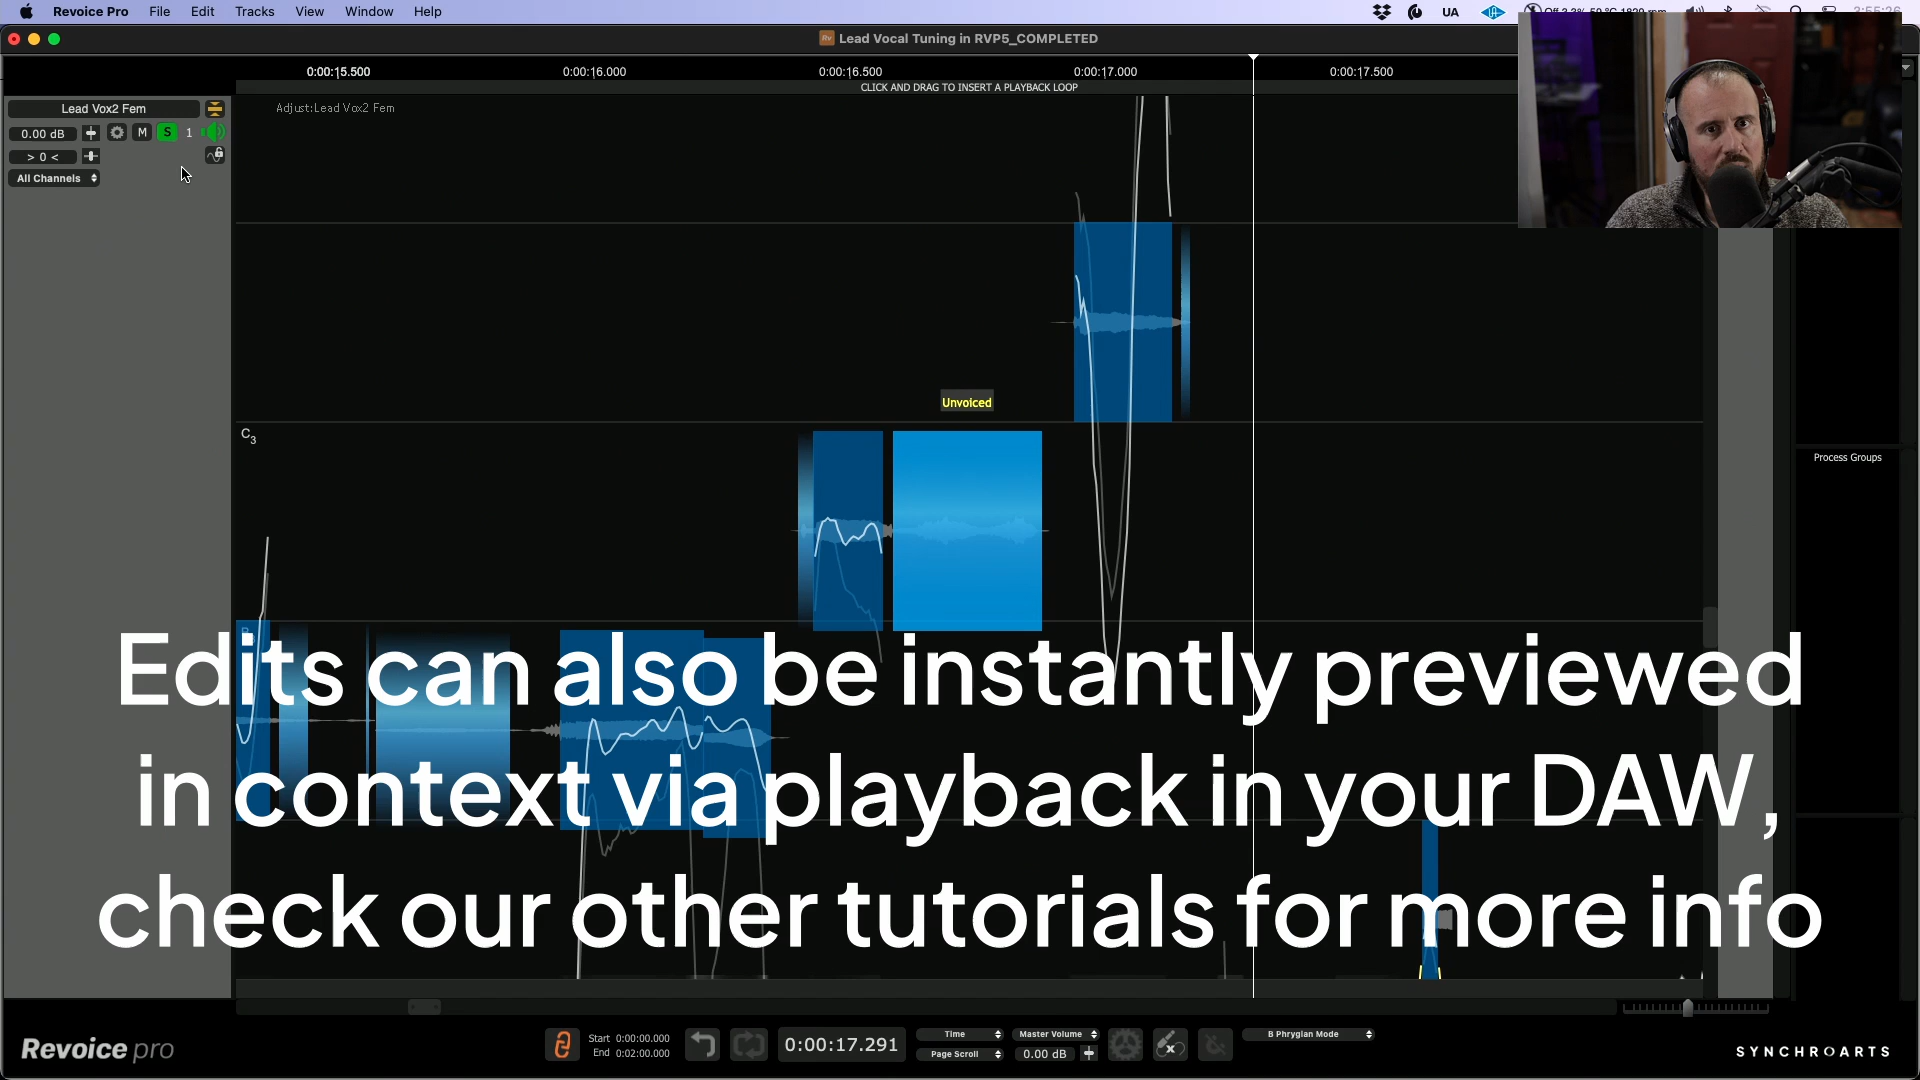 Revoice Pro File Edit Tracks View Window Help
UA
Lead Vocal Tuning in RVP5_COMPLETED
0:00:15.500 0:00:16.000 0:00:16.500 0:00:17.000 0:00:17.500
CLICK AND DRAG TO INSERT A PLAYBACK LOOP
Lead Vox2 Fem
Adjust:Lead Vox2 Fem
0.00 dB M S 1
> 0 <
All Channels
Unvoiced
C3
Process Groups
Edits can also be instantly previewed
in context via playback in your DAW,
check our other tutorials for more info
Revoice pro
Start 0:00:00.000
End 0:02:00.000
0:00:17.291
Time
Page Scroll
Master Volume
0.00 dB
B Phrygian Mode
SYNCHROARTS